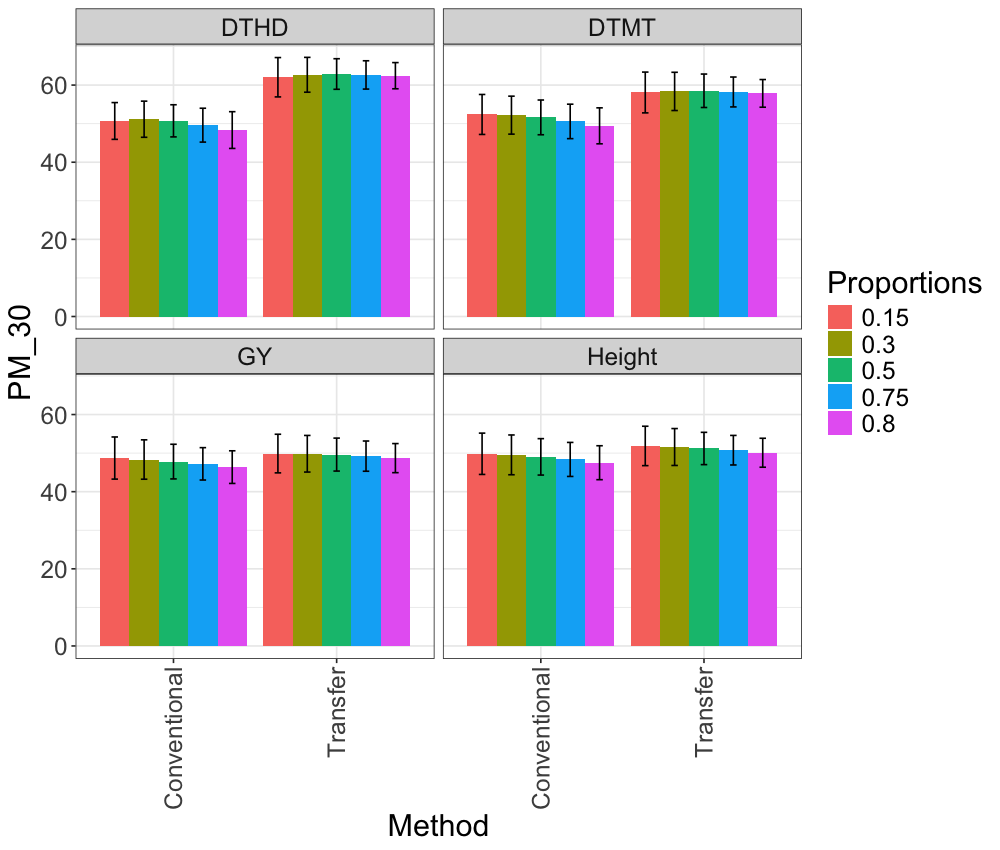 DTHD
DTMT
60
40
20
0
GY
Height
60
40
20
0
PM_30
Conventional
Transfer
Conventional
Transfer
Method
Proportions
0.15
0.3
0.5
0.75
0.8